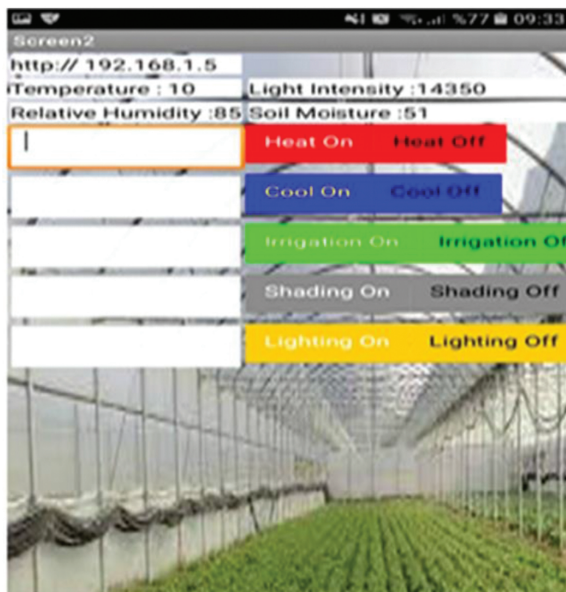 %77 09:33
Screen2
http:// 192.168.1.5
Temperature : 10 Light Intensity :14350
Relative Humidity :85 Soil Moisture :51
Heat On Heat Off
Cool On Cool Off
Irrigation On Irrigation Of
Shading On Shading Off
Lighting On Lighting Off